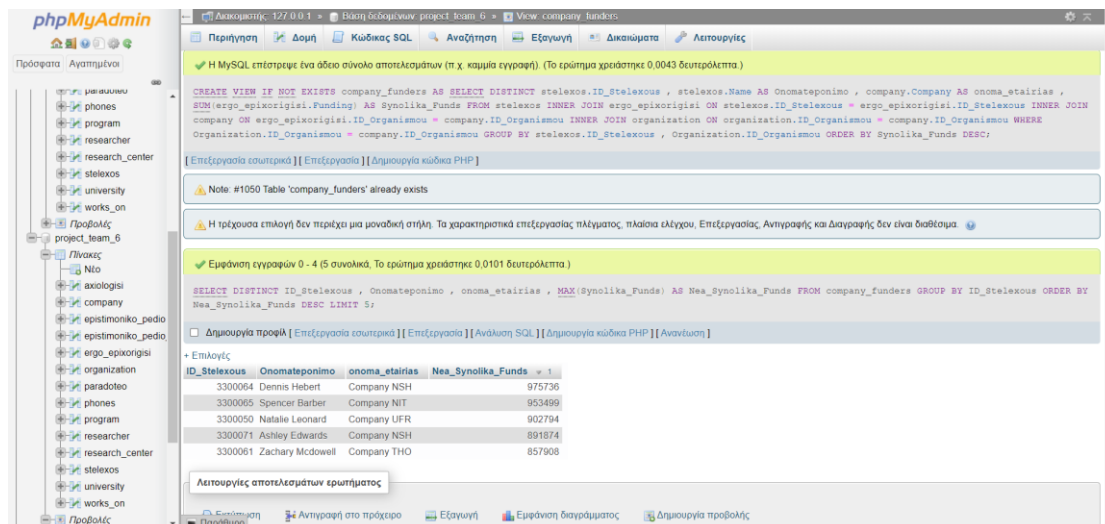 phpMyAdmin
Πρόσφατα Αγαπημένοι
paradoteo
phones
program
researcher
research_center
stelexos
university
works_on
Προβολές
project_team_6
Πίνακες
Νέο
axiologisi
company
epistimoniko_pedio
epistimoniko_pedio_
ergo_epixorigisi
organization
paradoteo
phones
program
researcher
research_center
stelexos
university
works_on
Προβολές
Διακομιστής: 127.0.0.1 » Βάση δεδομένων: project_team_6 » View: company_funders
Περιήγηση Δομή Κώδικας SQL Αναζήτηση Εξαγωγή Δικαιώματα Λειτουργίες
Η MySQL επέστρεψε ένα άδειο σύνολο αποτελεσμάτων (π.χ. καμμία εγγραφή). (Το ερώτημα χρειάστηκε 0,0043 δευτερόλεπτα.)
CREATE VIEW IF NOT EXISTS company_funders AS SELECT DISTINCT stelexos.ID_Stelexous , stelexos.Name AS Onomateponimo , company.Company AS onoma_etairias ,
SUM(ergo_epixorigisi.Funding) AS Synolika_Funds FROM stelexos INNER JOIN ergo_epixorigisi ON stelexos.ID_Stelexous = ergo_epixorigisi.ID_Stelexous INNER JOIN
company ON ergo_epixorigisi.ID_Organismou = company.ID_Organismou INNER JOIN organization ON organization.ID_Organismou = company.ID_Organismou WHERE
Organization.ID_Organismou = company.ID_Organismou GROUP BY stelexos.ID_Stelexous , Organization.ID_Organismou ORDER BY Synolika_Funds DESC;
[ Επεξεργασία εσωτερικά ] [ Επεξεργασία ] [ Δημιουργία κώδικα PHP ]
Note: #1050 Table 'company_funders' already exists
Η τρέχουσα επιλογή δεν περιέχει μια μοναδική στήλη. Τα χαρακτηριστικά επεξεργασίας πλέγματος, πλαίσια ελέγχου, Επεξεργασίας, Αντιγραφής και Διαγραφής δεν είναι διαθέσιμα.
Εμφάνιση εγγραφών 0 - 4 (5 συνολικά, Το ερώτημα χρειάστηκε 0,0101 δευτερόλεπτα.)
SELECT DISTINCT ID_Stelexous , Onomateponimo , onoma_etairias , MAX(Synolika_Funds) AS Nea_Synolika_Funds FROM company_funders GROUP BY ID_Stelexous ORDER BY
Nea_Synolika_Funds DESC LIMIT 5;
Δημιουργία προφίλ [ Επεξεργασία εσωτερικά ] [ Επεξεργασία ] [ Ανάλυση SQL ] [ Δημιουργία κώδικα PHP ] [ Ανανέωση ]
+ Επιλογές
ID_Stelexous Onomateponimo onoma_etairias Nea_Synolika_Funds 1
3300064 Dennis Hebert Company NSH 975736
3300065 Spencer Barber Company NIT 953499
3300050 Natalie Leonard Company UFR 902794
3300071 Ashley Edwards Company NSH 891874
3300061 Zachary Mcdowell Company THO 857908
Λειτουργίες αποτελεσμάτων ερωτήματος
Εκτύπωση Αντιγραφή στο πρόχειρο Εξαγωγή Εμφάνιση διαγράμματος Δημιουργία προβολής
Παράθυρο